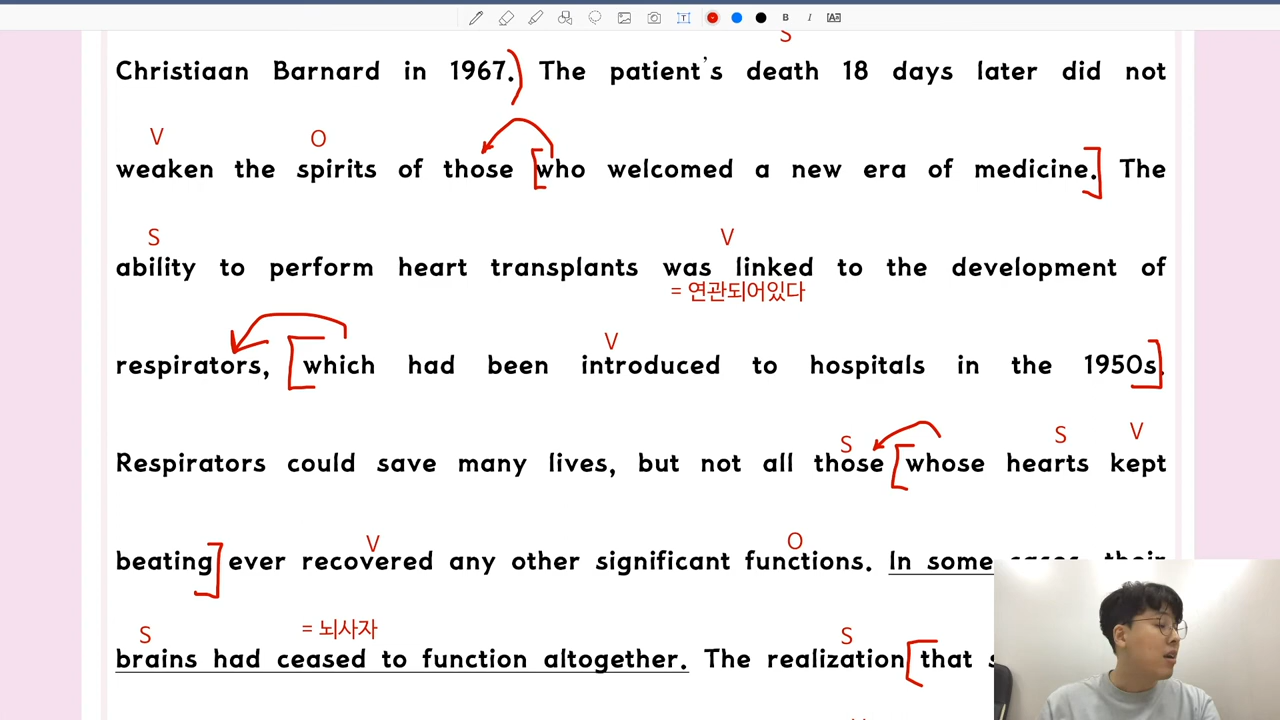 S
Christiaan Barnard in 1967. The patient's death 18 days later did not
V O
weaken the spirits of those who welcomed a new era of medicine. The
S V
ability to perform heart transplants was linked to the development of
= 연관되어있다
V
respirators, which had been introduced to hospitals in the 1950s.
S S V
Respirators could save many lives, but not all those whose hearts kept
V O
beating ever recovered any other significant functions. In some cases, their
S = 뇌사자 S
brains had ceased to function altogether. The realization that